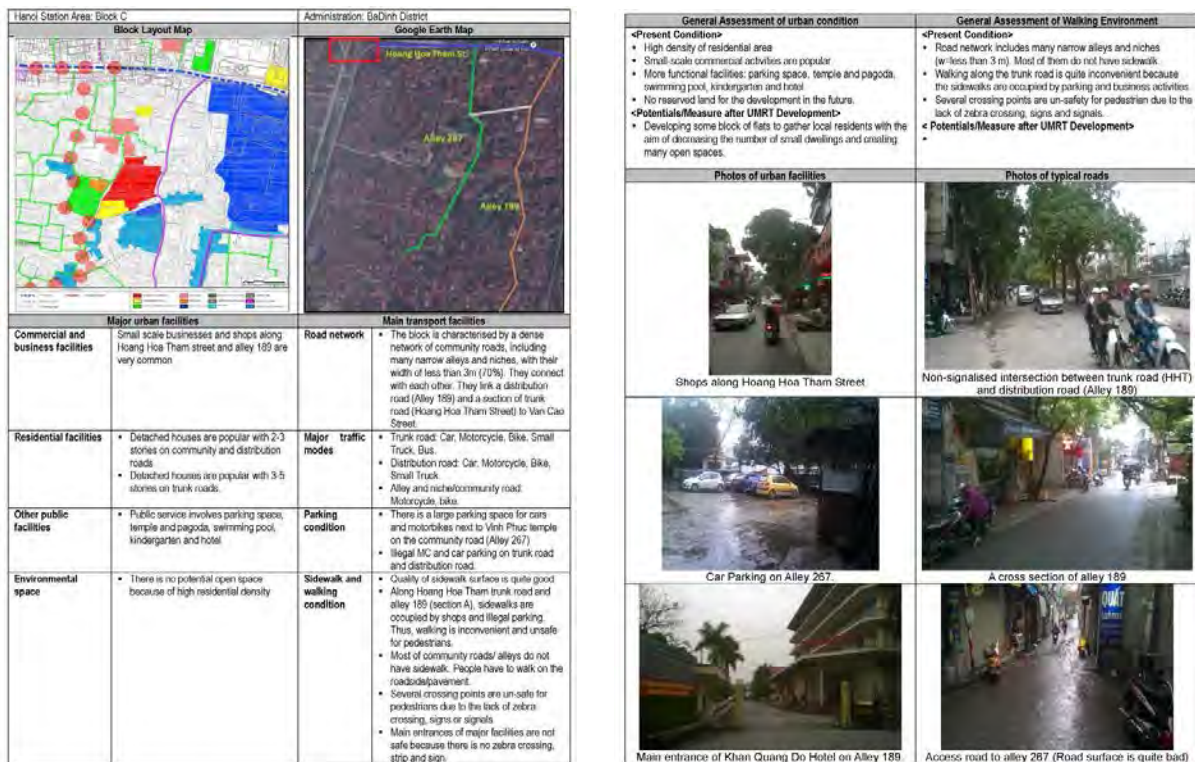 Hanoi Station Area: Block C
Administration: BaDinh District
Block Layout Map
Google Earth Map
Hoang Hoa Tham St.
Alley 267
Alley 189
Major urban facilities
Main transport facilities
Commercial and
business facilities
Small scale businesses and shops along
Hoang Hoa Tham street and alley 189 are
very common
Road network
• The block is characterised by a dense
network of community roads, including
many narrow alleys and niches, with their
width of less than 3m (70%). They connect
with each other. They link a distribution
road (Alley 189) and a section of trunk
road (Hoang Hoa Tham Street) to Van Cao
Street.
Residential facilities
• Detached houses are popular with 2-3
stories on community and distribution
roads
• Detached houses are popular with 3-5
stories on trunk roads.
Major traffic
modes
• Trunk road: Car, Motorcycle, Bike, Small
Truck, Bus.
• Distribution road: Car, Motorcycle, Bike,
Small Truck.
• Alley and niche/community road:
Motorcycle, bike.
Other public
facilities
• Public service involves parking space,
temple and pagoda, swimming pool,
kindergarten and hotel
Parking
condition
• There is a large parking space for cars
and motorbikes next to Vinh Phuc temple
on the community road (Alley 267)
• Illegal MC and car parking on trunk road
and distribution road.
Environmental
space
• There is no potential open space
because of high residential density
Sidewalk and
walking
condition
• Quality of sidewalk surface is quite good
• Along Hoang Hoa Tham trunk road and
alley 189 (section A), sidewalks are
occupied by shops and illegal parking.
Thus, walking is inconvenient and unsafe
for pedestrians.
• Most of community roads/ alleys do not
have sidewalk. People have to walk on the
roadside/pavement.
• Several crossing points are un-safe for
pedestrians due to the lack of zebra
crossing, signs or signals
• Main entrances of major facilities are not
safe because there is no zebra crossing,
strip and sign.
General Assessment of urban condition
General Assessment of Walking Environment
<Present Condition>
• High density of residential area
• Small-scale commercial activities are popular
• More functional facilities: parking space, temple and pagoda,
swimming pool, kindergarten and hotel
• No reserved land for the development in the future.
<Potentials/Measure after UMRT Development>
• Developing some block of flats to gather local residents with the
aim of decreasing the number of small dwellings and creating
many open spaces.
<Present Condition>
• Road network includes many narrow alleys and niches
(w=less than 3 m). Most of them do not have sidewalk.
• Walking along the trunk road is quite inconvenient because
the sidewalks are occupied by parking and business activities
• Several crossing points are un-safety for pedestrian due to the
lack of zebra crossing, signs and signals.
< Potentials/Measure after UMRT Development>
•
Photos of urban facilities
Photos of typical roads
Shops along Hoang Hoa Tham Street
Non-signalised intersection between trunk road (HHT)
and distribution road (Alley 189)
Car Parking on Alley 267.
A cross section of alley 189
QUẠT
Main entrance of Khan Quang Do Hotel on Alley 189.
Access road to alley 267 (Road surface is quite bad)